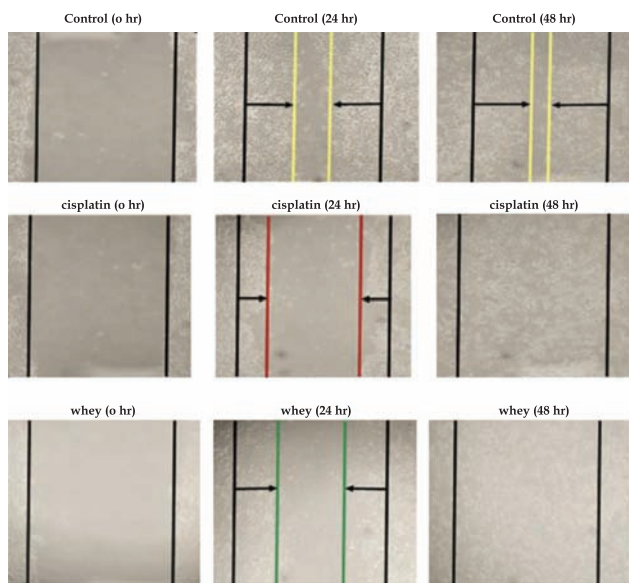 Control (o hr)
Control (24 hr)
Control (48 hr)
cisplatin (o hr)
cisplatin (24 hr)
cisplatin (48 hr)
whey (o hr)
whey (24 hr)
whey (48 hr)